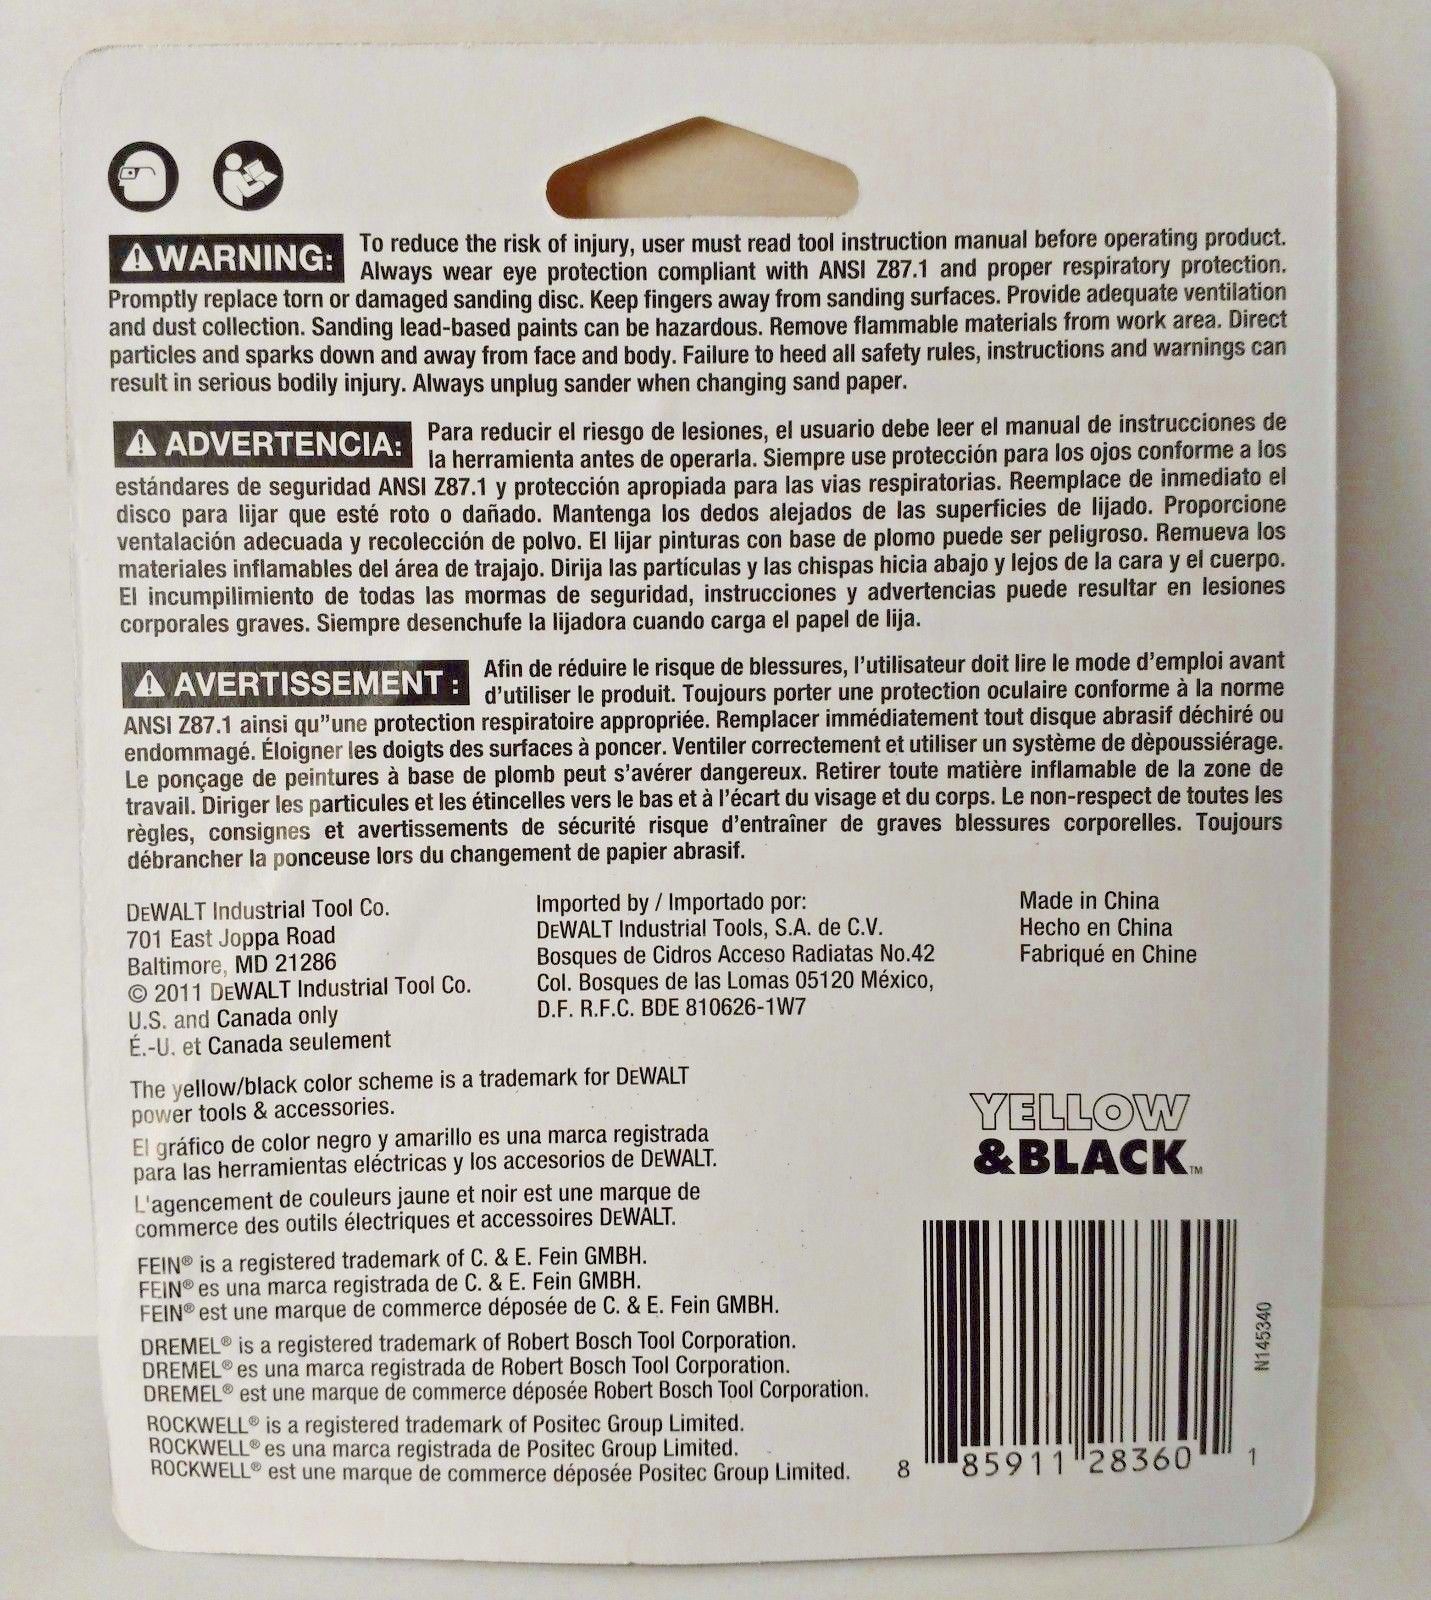 ⚠WARNING: To reduce the risk of injury, user must read tool instruction manual before operating product.
Always wear eye protection compliant with ANSI Z87.1 and proper respiratory protection.
Promptly replace torn or damaged sanding disc. Keep fingers away from sanding surfaces. Provide adequate ventilation
and dust collection. Sanding lead-based paints can be hazardous. Remove flammable materials from work area. Direct
particles and sparks down and away from face and body. Failure to heed all safety rules, instructions and warnings can
result in serious bodily injury. Always unplug sander when changing sand paper.
⚠ ADVERTENCIA: Para reducir el riesgo de lesiones, el usuario debe leer el manual de instrucciones de
la herramienta antes de operarla. Siempre use protección para los ojos conforme a los
estándares de seguridad ANSI Z87.1 y protección apropiada para las vias respiratorias. Reemplace de inmediato el
disco para lijar que esté roto o dañado. Mantenga los dedos alejados de las superficies de lijado. Proporcione
ventalación adecuada y recolección de polvo. El lijar pinturas con base de plomo puede ser peligroso. Remueva los
materiales inflamables del área de trajajo. Dirija las partículas y las chispas hicia abajo y lejos de la cara y el cuerpo.
El incumpilimiento de todas las mormas de seguridad, instrucciones y advertencias puede resultar en lesiones
corporales graves. Siempre desenchufe la lijadora cuando carga el papel de lija.
⚠ AVERTISSEMENT : Afin de réduire le risque de blessures, l'utilisateur doit lire le mode d'emploi avant
d'utiliser le produit. Toujours porter une protection oculaire conforme à la norme
ANSI Z87.1 ainsi qu"une protection respiratoire appropriée. Remplacer immédiatement tout disque abrasif déchiré ou
endommagé. Éloigner les doigts des surfaces à poncer. Ventiler correctement et utiliser un système de dèpoussiérage.
Le ponçage de peintures à base de plomb peut s'avérer dangereux. Retirer toute matière inflamable de la zone de
travail. Diriger les particules et les étincelles vers le bas et à l'écart du visage et du corps. Le non-respect de toutes les
règles, consignes et avertissements de sécurité risque d'entraîner de graves blessures corporelles. Toujours
débrancher la ponceuse lors du changement de papier abrasif.
DEWALT Industrial Tool Co.
701 East Joppa Road
Baltimore, MD 21286
© 2011 DEWALT Industrial Tool Co.
U.S. and Canada only
É.-U. et Canada seulement
Imported by / Importado por:
DEWALT Industrial Tools, S.A. de C.V.
Bosques de Cidros Acceso Radiatas No.42
Col. Bosques de las Lomas 05120 México,
D.F. R.F.C. BDE 810626-1W7
Made in China
Hecho en China
Fabriqué en Chine
The yellow/black color scheme is a trademark for DEWALT
power tools & accessories.
El gráfico de color negro y amarillo es una marca registrada
para las herramientas eléctricas y los accesorios de DEWALT.
L'agencement de couleurs jaune et noir est une marque de
commerce des outils électriques et accessoires DEWALT.
FEIN® is a registered trademark of C. & E. Fein GMBH.
FEIN® es una marca registrada de C. & E. Fein GMBH.
FEIN® est une marque de commerce déposée de C. & E. Fein GMBH.
DREMEL® is a registered trademark of Robert Bosch Tool Corporation.
DREMEL® es una marca registrada de Robert Bosch Tool Corporation.
DREMEL® est une marque de commerce déposée Robert Bosch Tool Corporation.
ROCKWELL® is a registered trademark of Positec Group Limited.
ROCKWELL® es una marca registrada de Positec Group Limited.
ROCKWELL® est une marque de commerce déposée Positec Group Limited.
YELLOW
&BLACK™
N145340
8 85911 28360 1